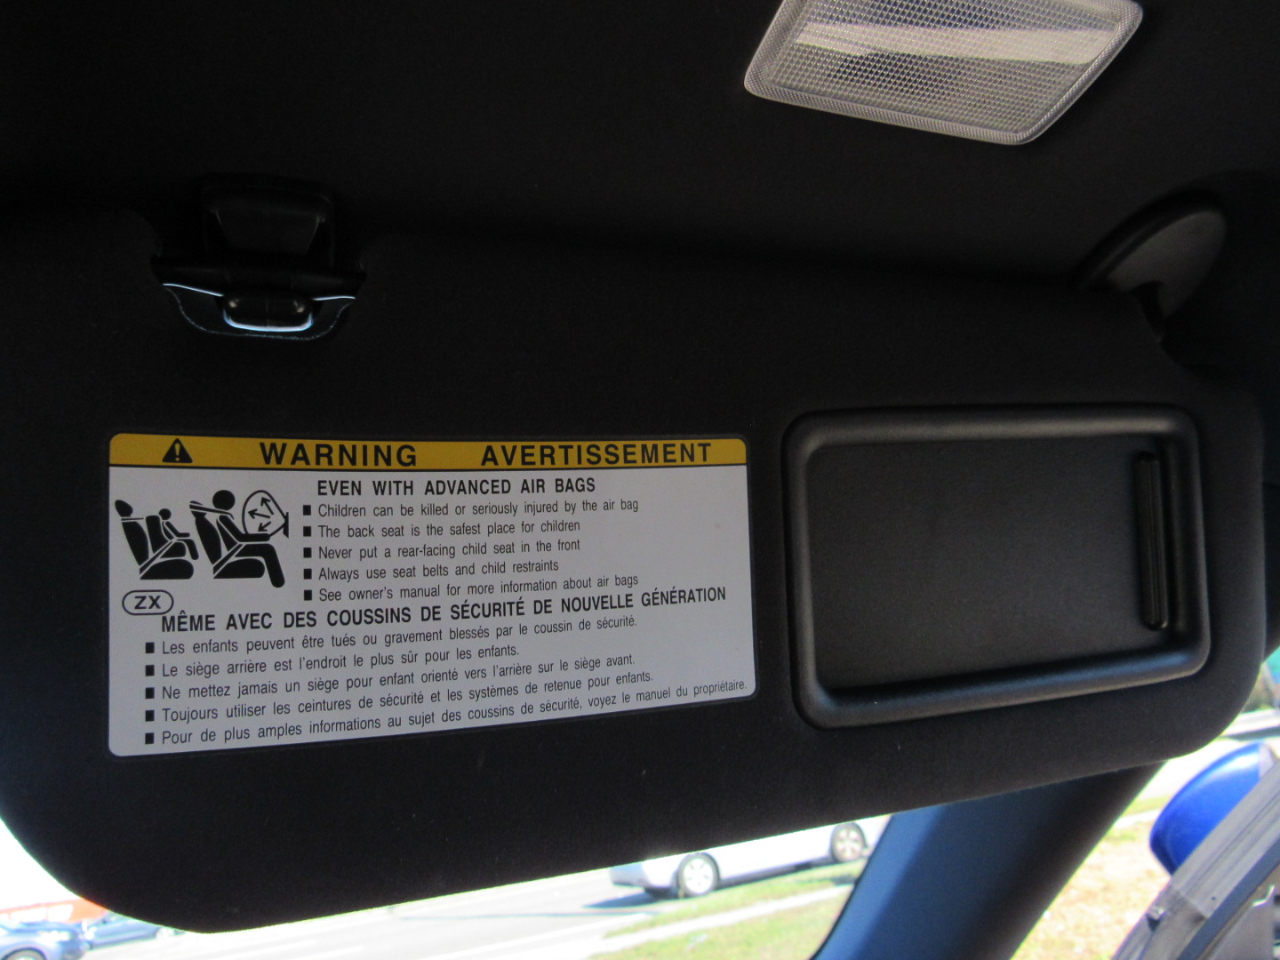 WARNING AVERTISSEMENT
EVEN WITH ADVANCED AIR BAGS
■ Children can be killed or seriously injured by the air bag
■ The back seat is the safest place for children
■ Never put a rear-facing child seat in the front
■ Always use seat belts and child restraints
■ See owner's manual for more information about air bags
ZX
MÊME AVEC DES COUSSINS DE SÉCURITÉ DE NOUVELLE GÉNÉRATION
■ Les enfants peuvent être tués ou gravement blessés par le coussin de sécurité.
■ Le siège arrière est l'endroit le plus sûr pour les enfants.
■ Ne mettez jamais un siège pour enfant orienté vers l'arrière sur le siège avant.
■ Toujours utiliser les ceintures de sécurité et les systèmes de retenue pour enfants.
■ Pour de plus amples informations au sujet des coussins de sécurité, voyez le manuel du propriétaire.